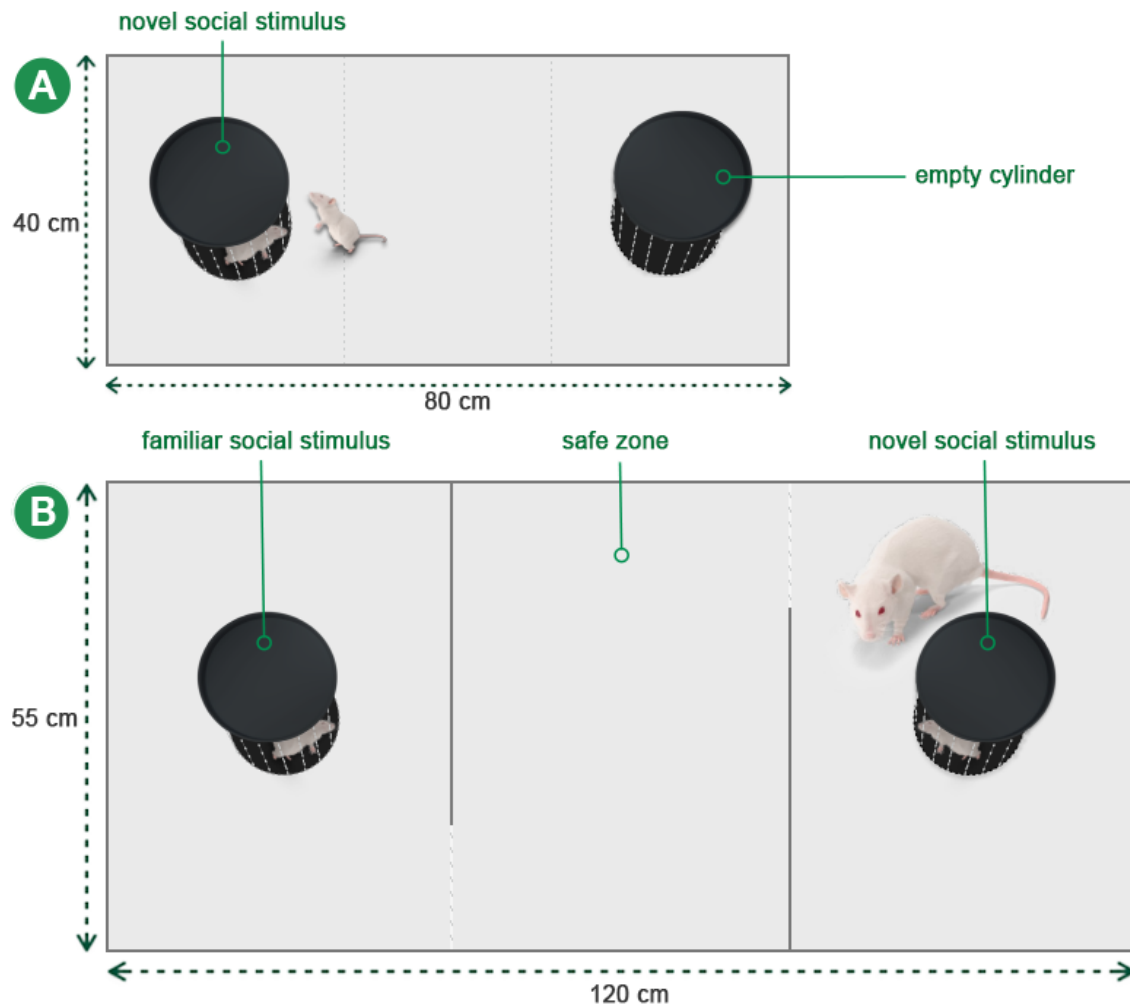 novel social stimulus
A
empty cylinder
40 cm
80 cm
familiar social stimulus
safe zone
novel social stimulus
B
55 cm
120 cm